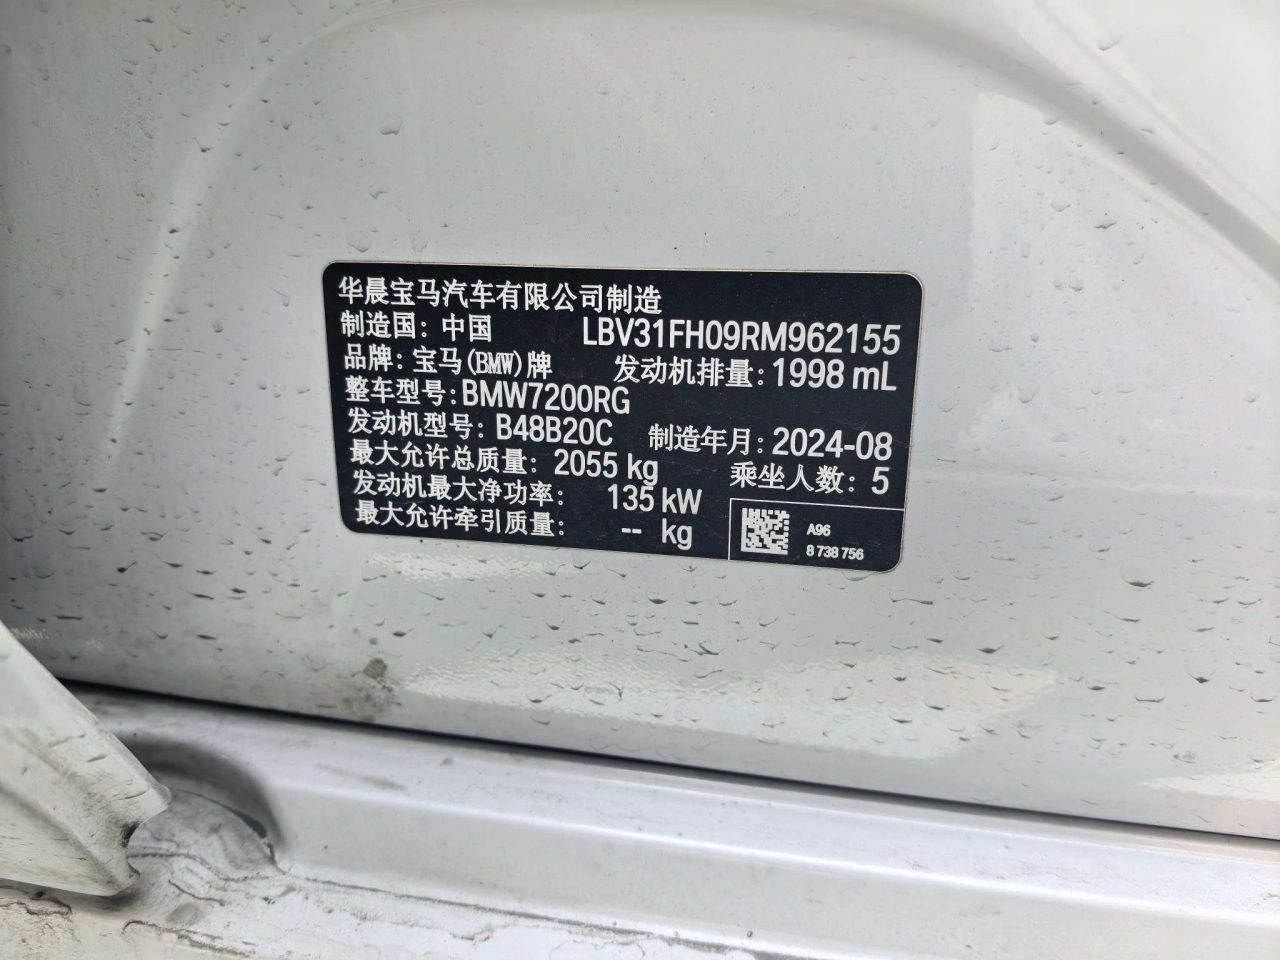 华晨宝马汽车有限公司制造
制造国：中国 LBV31FH09RM962155
品牌：宝马(BMW)牌 发动机排量：1998 mL
整车型号：BMW7200RG
发动机型号：B48B20C 制造年月：2024-08
最大允许总质量：2055 kg 乘坐人数：5
发动机最大净功率：135 kW
最大允许牵引质量：-- kg
A96
8 738 756